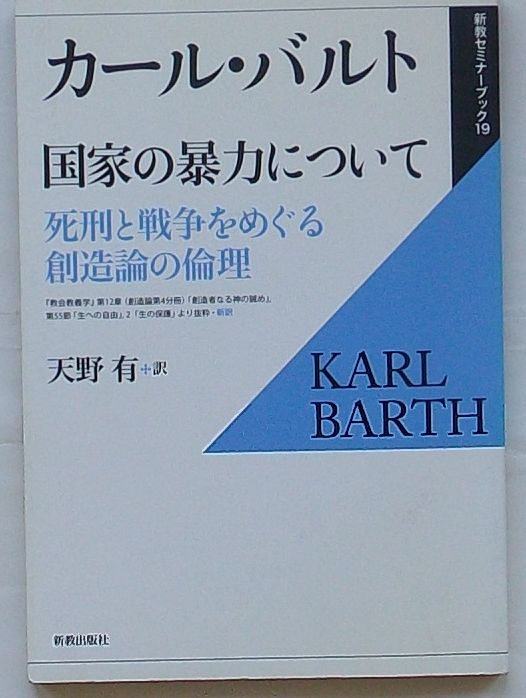 新教セミナーブック19
カール・バルト
国家の暴力について
死刑と戦争をめぐる
創造論の倫理
『教会教義学』第12章(創造論第4分冊)「創造者なる神の誡め」、
第55節「生への自由」、2「生の保護」より抜粋・新訳
天野 有+訳
KARL
BARTH
新教出版社